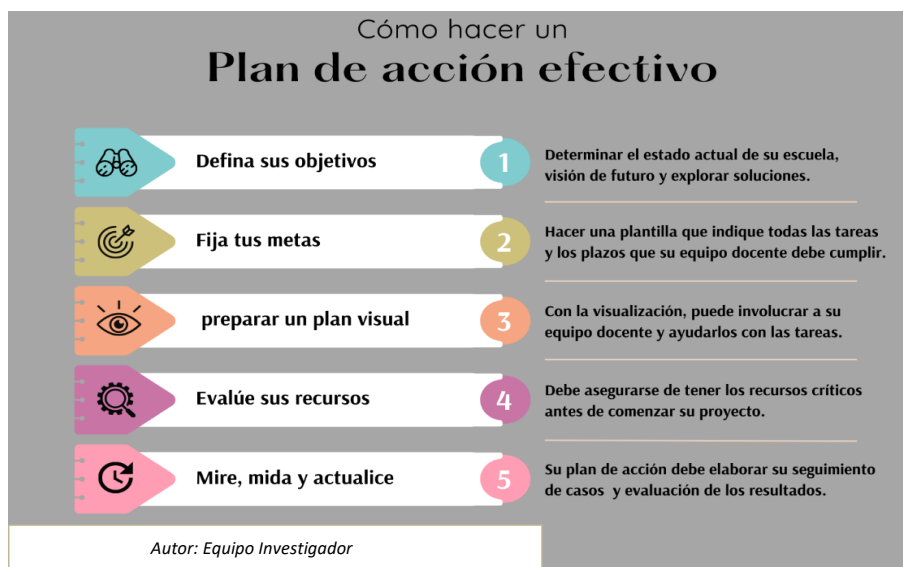 Cómo hacer un
Plan de acción efectivo
Defina sus objetivos
1
Determinar el estado actual de su escuela,
visión de futuro y explorar soluciones.
Fija tus metas
2
Hacer una plantilla que indique todas las tareas
y los plazos que su equipo docente debe cumplir.
preparar un plan visual
3
Con la visualización, puede involucrar a su
equipo docente y ayudarlos con las tareas.
Evalúe sus recursos
4
Debe asegurarse de tener los recursos críticos
antes de comenzar su proyecto.
Mire, mida y actualice
5
Su plan de acción debe elaborar su seguimiento
de casos y evaluación de los resultados.
Autor: Equipo Investigador